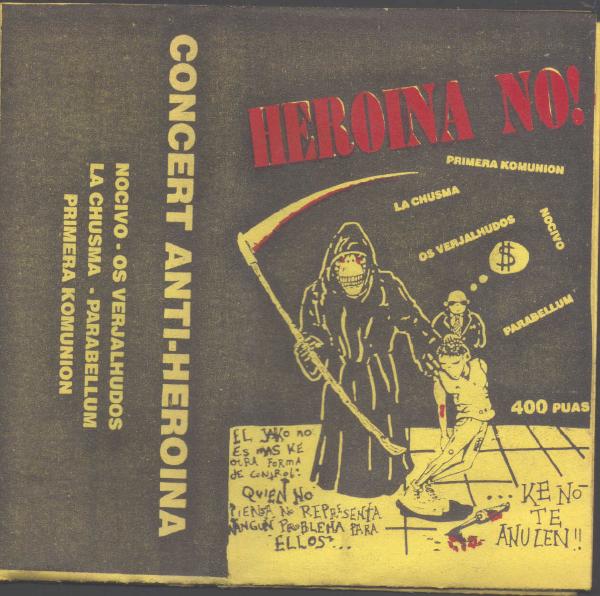 CONCERT ANTI-HEROINA
NOCIVO - OS VERJALHUDOS
LA CHUSMA - PARABELLUM
PRIMERA KOMUNION
HEROINA NO!
PRIMERA KOMUNION
LA CHUSMA
OS VERJALHUDOS
NOCIVO
$
PARABELLUM
400 PUAS
EL JAKO no
ES MAS KE
OTRA FORMA
DE CONTROL:
QUIEN NO
PIENSA NO REPRESENTA
NINGUN PROBLEMA PARA
ELLOS...
... KE NO
TE
ANULEN!!